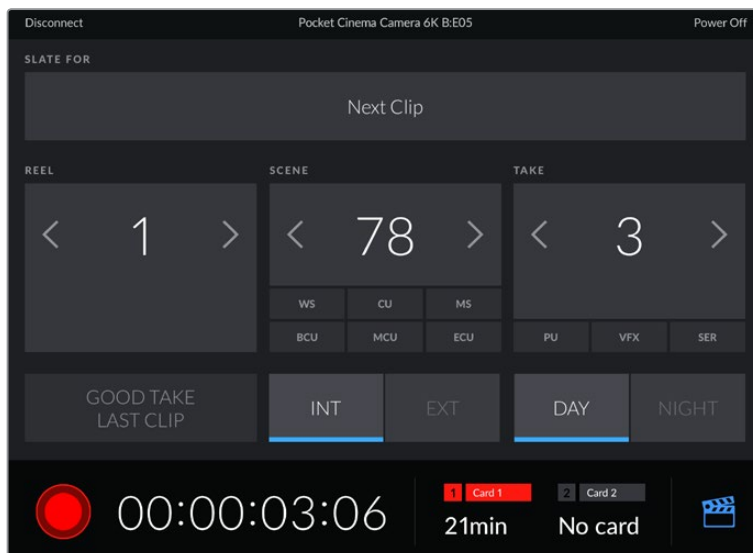 Disconnect Pocket Cinema Camera 6K B:E05 Power Off
SLATE FOR
Next Clip
REEL SCENE TAKE
1 78 3
WS CU MS
BCU MCU ECU PU VFX SER
GOOD TAKE
LAST CLIP
INT EXT DAY NIGHT
00:00:03:06
1 Card 1 2 Card 2
21min No card